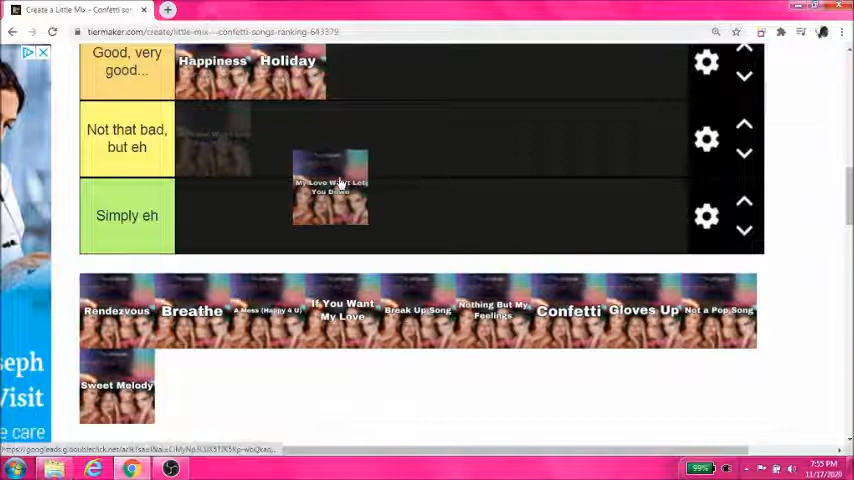 Create a Little Mix - Confetti so
tiermaker.com/create/little-mix---confetti-songs-ranking-643379
Good, very
good...
Happiness
Holiday
Not that bad,
but eh
My Love Won't Let
You Down
Simply eh
Rendezvous
Breathe
A Mess (Happy 4 U)
If You Want
My Love
Break Up Song
Nothing But My
Feelings
Confetti
Gloves Up
Not a Pop Song
Sweet Melody
seph
Visit
e care
99%
7:55 PM
11/17/2020